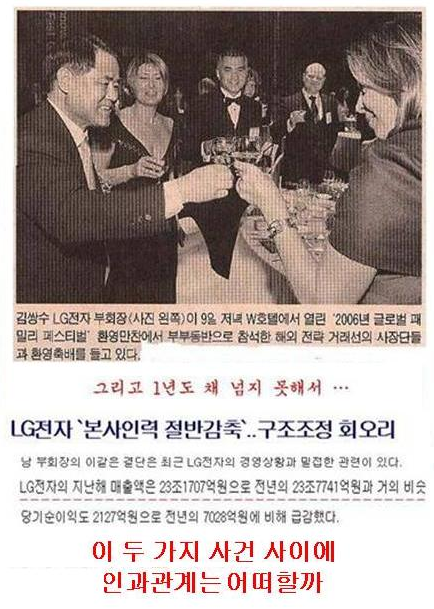 김쌍수 LG전자 부회장(사진 왼쪽)이 9일 저녁 W호텔에서 열린 '2006년 글로벌 패
밀리 페스티벌' 환영만찬에서 부부동반으로 참석한 해외 전략 거래선의 사장단들
과 환영축배를 들고 있다.
그리고 1년도 채 넘지 못해서 …
LG전자 `본사인력 절반감축`..구조조정 회오리
남 부회장의 이같은 결단은 최근 LG전자의 경영상황과 밀접한 관련이 있다.
LG전자의 지난해 매출액은 23조1707억원으로 전년의 23조7741억원과 거의 비슷
당기순이익도 2127억원으로 전년의 7028억원에 비해 급감했다.
이 두 가지 사건 사이에
인과관계는 어떠할까